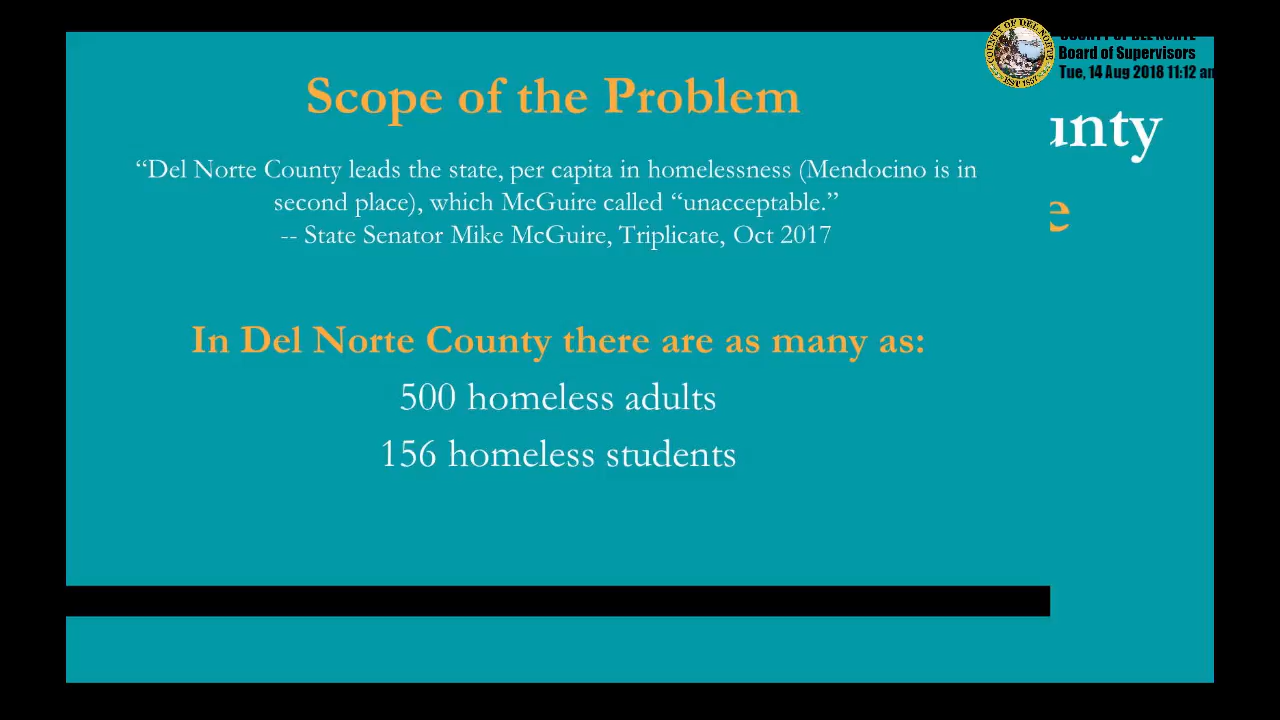 Board of Supervisors
Tue, 14 Aug 2018 11:12 am
Scope of the Problem
“Del Norte County leads the state, per capita in homelessness (Mendocino is in
second place), which McGuire called “unacceptable.”
-- State Senator Mike McGuire, Triplicate, Oct 2017
In Del Norte County there are as many as:
500 homeless adults
156 homeless students